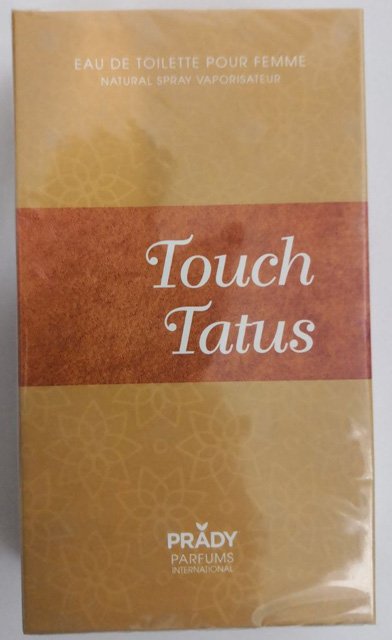 EAU DE TOILETTE POUR FEMME
NATURAL SPRAY VAPORISATEUR
Touch
Tatus
PRADY
PARFUMS
INTERNATIONAL